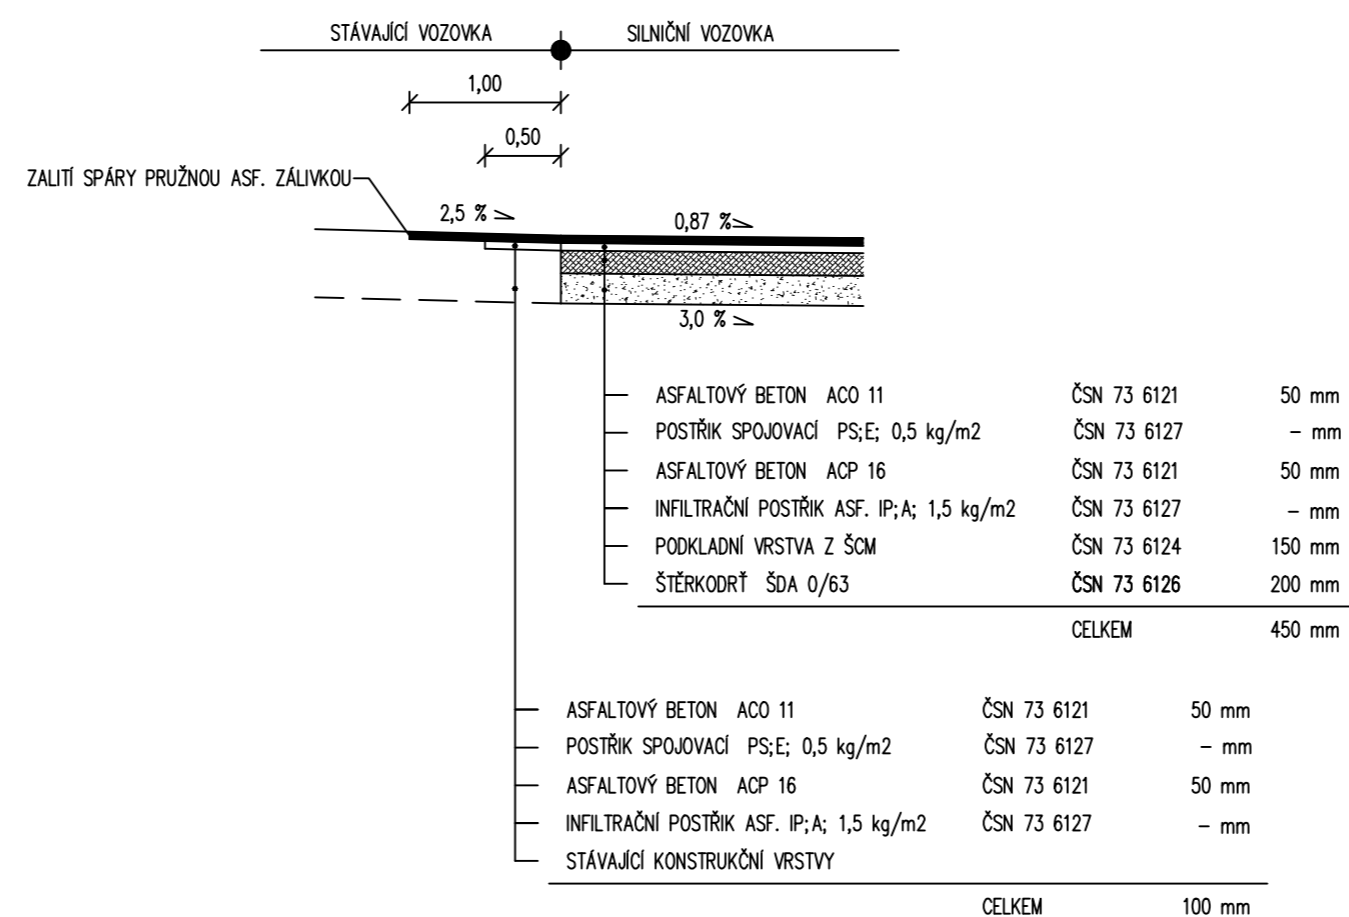 STÁVAJÍCÍ VOZOVKA SILNIČNÍ VOZOVKA
1,00
0,50
ZALITÍ SPÁRY PRUŽNOU ASF. ZÁLIVKOU
2,5 % 0,87 %
3,0 %
ASFALTOVÝ BETON ACO 11 ČSN 73 6121 50 mm
POSTŘIK SPOJOVACÍ PS;E; 0,5 kg/m2 ČSN 73 6127 – mm
ASFALTOVÝ BETON ACP 16 ČSN 73 6121 50 mm
INFILTRAČNÍ POSTŘIK ASF. IP;A; 1,5 kg/m2 ČSN 73 6127 – mm
PODKLADNÍ VRSTVA Z ŠCM ČSN 73 6124 150 mm
ŠTĚRKODRŤ ŠDA 0/63 ČSN 73 6126 200 mm
CELKEM 450 mm
ASFALTOVÝ BETON ACO 11 ČSN 73 6121 50 mm
POSTŘIK SPOJOVACÍ PS;E; 0,5 kg/m2 ČSN 73 6127 – mm
ASFALTOVÝ BETON ACP 16 ČSN 73 6121 50 mm
INFILTRAČNÍ POSTŘIK ASF. IP;A; 1,5 kg/m2 ČSN 73 6127 – mm
STÁVAJÍCÍ KONSTRUKČNÍ VRSTVY
CELKEM 100 mm